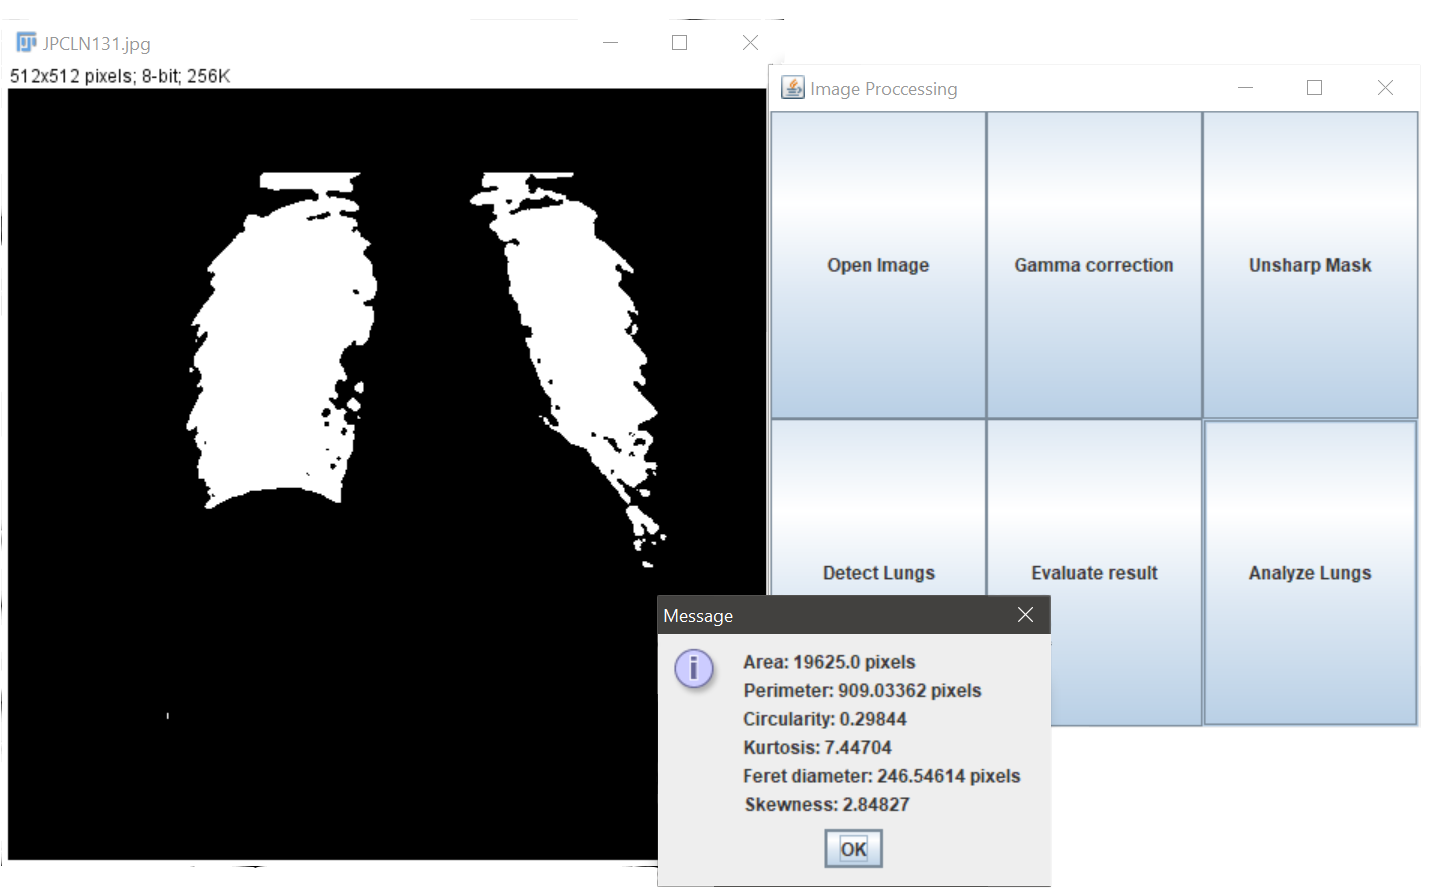 JPCLN131.jpg
512x512 pixels; 8-bit; 256K
Image Proccessing
Open Image
Gamma correction
Unsharp Mask
Detect Lungs
Evaluate result
Analyze Lungs
Message
Area: 19625.0 pixels
Perimeter: 909.03362 pixels
Circularity: 0.29844
Kurtosis: 7.44704
Feret diameter: 246.54614 pixels
Skewness: 2.84827
OK